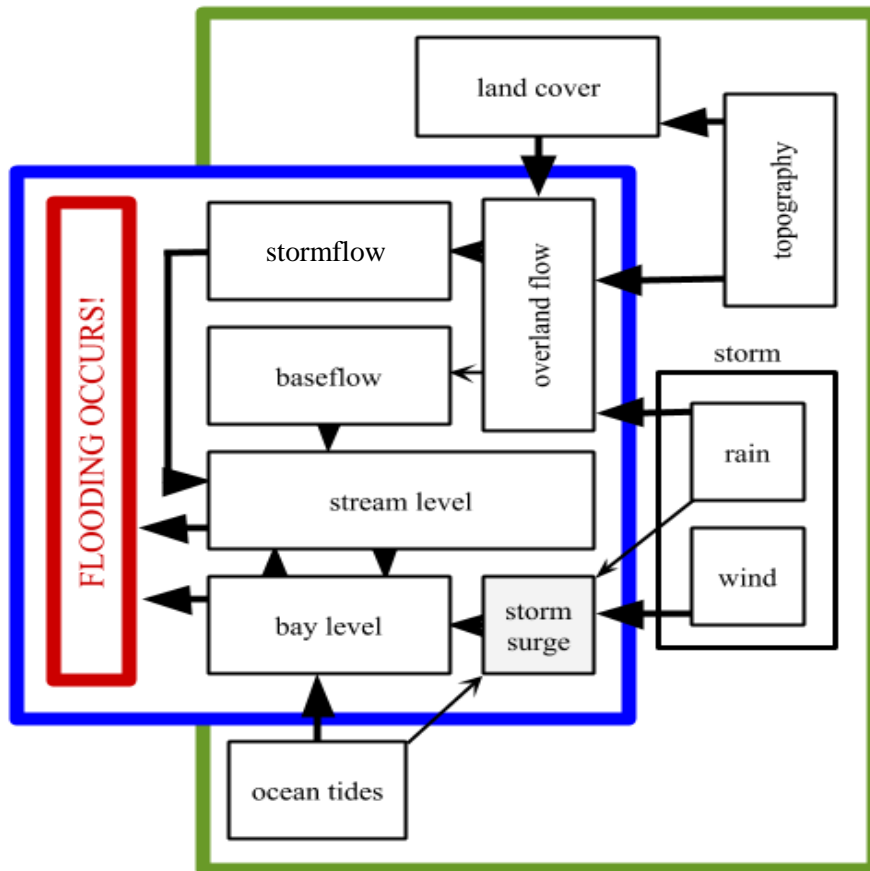 land cover
topography
stormflow
overland flow
FLOODING OCCURS!
baseflow
storm
rain
stream level
wind
bay level
storm
surge
ocean tides